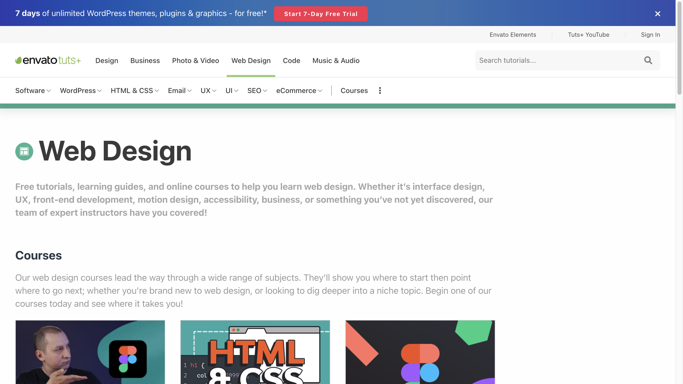 7 days of unlimited WordPress themes, plugins & graphics - for free!* Start 7-Day Free Trial
Envato Elements Tuts+ YouTube Sign In
envato tuts+ Design Business Photo & Video Web Design Code Music & Audio Search tutorials...
Software WordPress HTML & CSS Email UX UI SEO eCommerce Courses
Web Design
Free tutorials, learning guides, and online courses to help you learn web design. Whether it's interface design,
UX, front-end development, motion design, accessibility, business, or something you've not yet discovered, our
team of expert instructors have you covered!
Courses
Our web design courses lead the way through a wide range of subjects. They'll show you where to start then point
where to go next; whether you're brand new to web design, or looking to dig deeper into a niche topic. Begin one of our
courses today and see where it takes you!
HTML
& CSS
1 h1 {
2 col